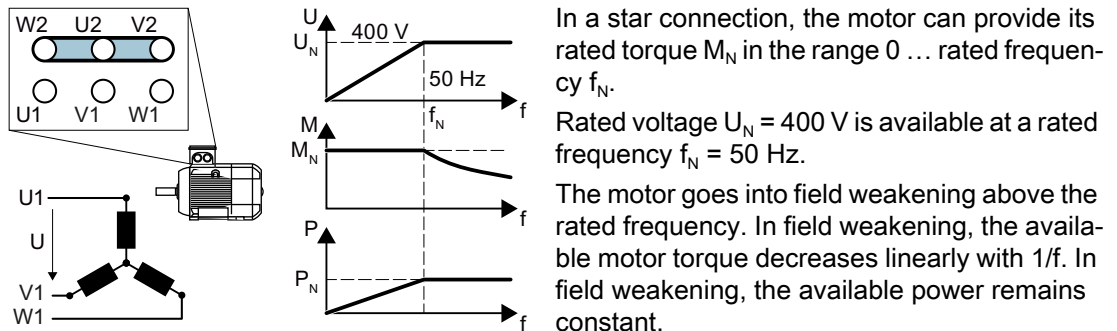 W2 U2 V2
U1 V1 W1
U1
U
V1
W1
U
U_N
400 V
50 Hz
f
f_N
M
M_N
f
P
P_N
f
In a star connection, the motor can provide its
rated torque M_N in the range 0 … rated frequen-
cy f_N.
Rated voltage U_N = 400 V is available at a rated
frequency f_N = 50 Hz.
The motor goes into field weakening above the
rated frequency. In field weakening, the availa-
ble motor torque decreases linearly with 1/f. In
field weakening, the available power remains
constant.